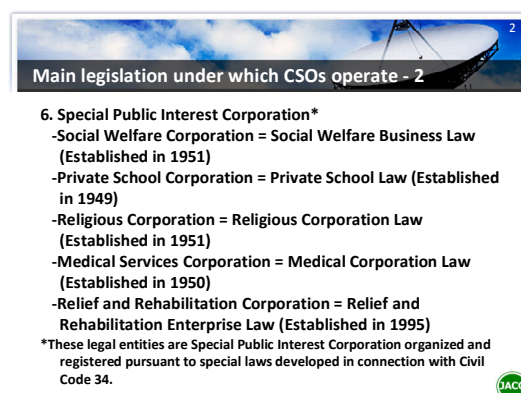 2
Main legislation under which CSOs operate - 2
6. Special Public Interest Corporation*
-Social Welfare Corporation = Social Welfare Business Law
(Established in 1951)
-Private School Corporation = Private School Law (Established
in 1949)
-Religious Corporation = Religious Corporation Law
(Established in 1951)
-Medical Services Corporation = Medical Corporation Law
(Established in 1950)
-Relief and Rehabilitation Corporation = Relief and
Rehabilitation Enterprise Law (Established in 1995)
*These legal entities are Special Public Interest Corporation organized and
registered pursuant to special laws developed in connection with Civil
Code 34.